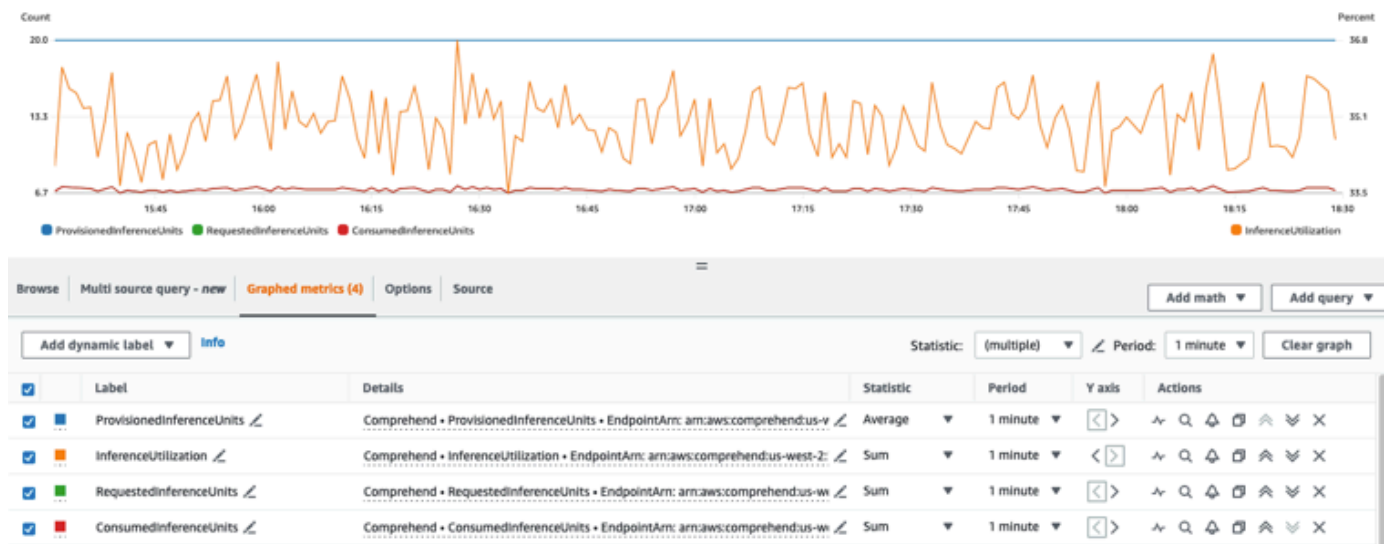 Count Percent
20.0 36.8
13.3 35.1
6.7 33.5
15:45 16:00 16:15 16:30 16:45 17:00 17:15 17:30 17:45 18:00 18:15 18:30
ProvisionedInferenceUnits RequestedInferenceUnits ConsumedInferenceUnits InferenceUtilization
Browse Multi source query - new Graphed metrics (4) Options Source
Add math Add query
Add dynamic label Info Statistic: (multiple) Period: 1 minute Clear graph
Label Details Statistic Period Y axis Actions
ProvisionedInferenceUnits Comprehend • ProvisionedInferenceUnits • EndpointArn: arn:aws:comprehend:us-w Average 1 minute
InferenceUtilization Comprehend • InferenceUtilization • EndpointArn: arn:aws:comprehend:us-west-2: Sum 1 minute
RequestedInferenceUnits Comprehend • RequestedInferenceUnits • EndpointArn: arn:aws:comprehend:us-we Sum 1 minute
ConsumedInferenceUnits Comprehend • ConsumedInferenceUnits • EndpointArn: arn:aws:comprehend:us-we Sum 1 minute